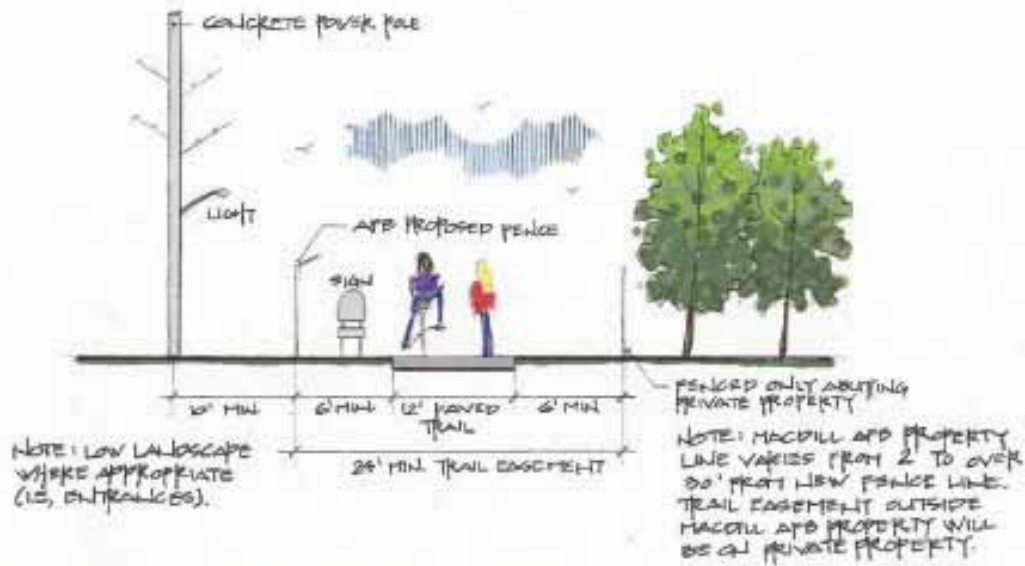 CONCRETE POWER POLE
LIGHT
AFB PROPOSED FENCE
SIGN
10' MIN
6' MIN
12' PAVED
TRAIL
6' MIN
24' MIN. TRAIL EASEMENT
FENCED ONLY ABUTTING
PRIVATE PROPERTY
NOTE: LOW LANDSCAPE
WHERE APPROPRIATE
(I.E., ENTRANCES).
NOTE: MACDILL AFB PROPERTY
LINE VARIES FROM 2' TO OVER
30' FROM NEW FENCE LINE.
TRAIL EASEMENT OUTSIDE
MACDILL AFB PROPERTY WILL
BE ON PRIVATE PROPERTY.